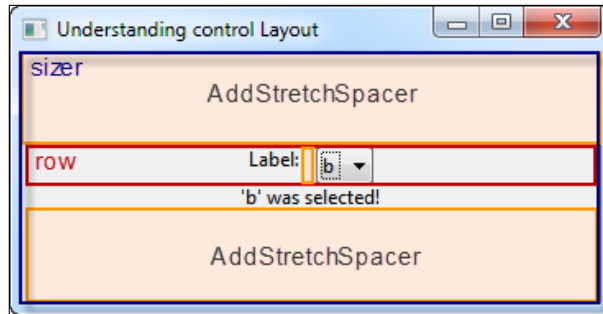 Understanding control Layout
sizer
AddStretchSpacer
row Label: b
'b' was selected!
AddStretchSpacer